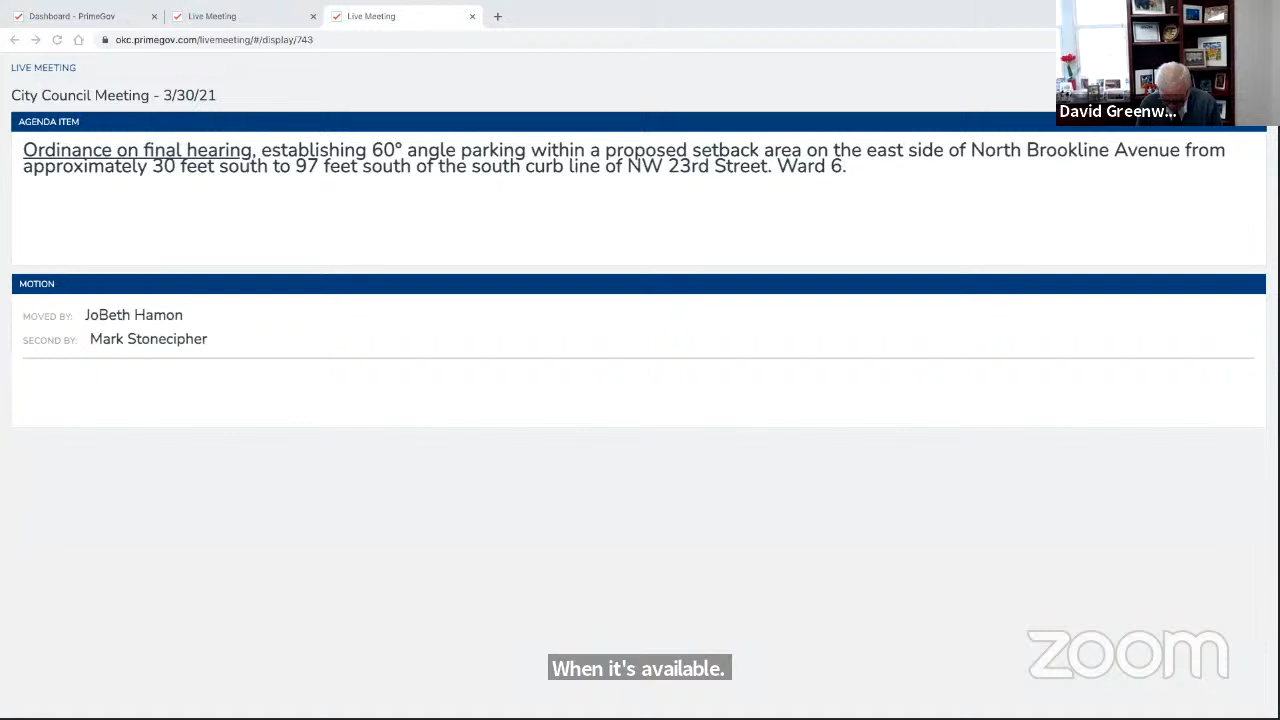 Dashboard - PrimeGov
Live Meeting
Live Meeting
okc.primegov.com/livemeeting/#/display/743
LIVE MEETING
City Council Meeting - 3/30/21
David Greenw...
AGENDA ITEM
Ordinance on final hearing, establishing 60° angle parking within a proposed setback area on the east side of North Brookline Avenue from
approximately 30 feet south to 97 feet south of the south curb line of NW 23rd Street. Ward 6.
MOTION
MOVED BY: JoBeth Hamon
SECOND BY: Mark Stonecipher
When it's available.
zoom